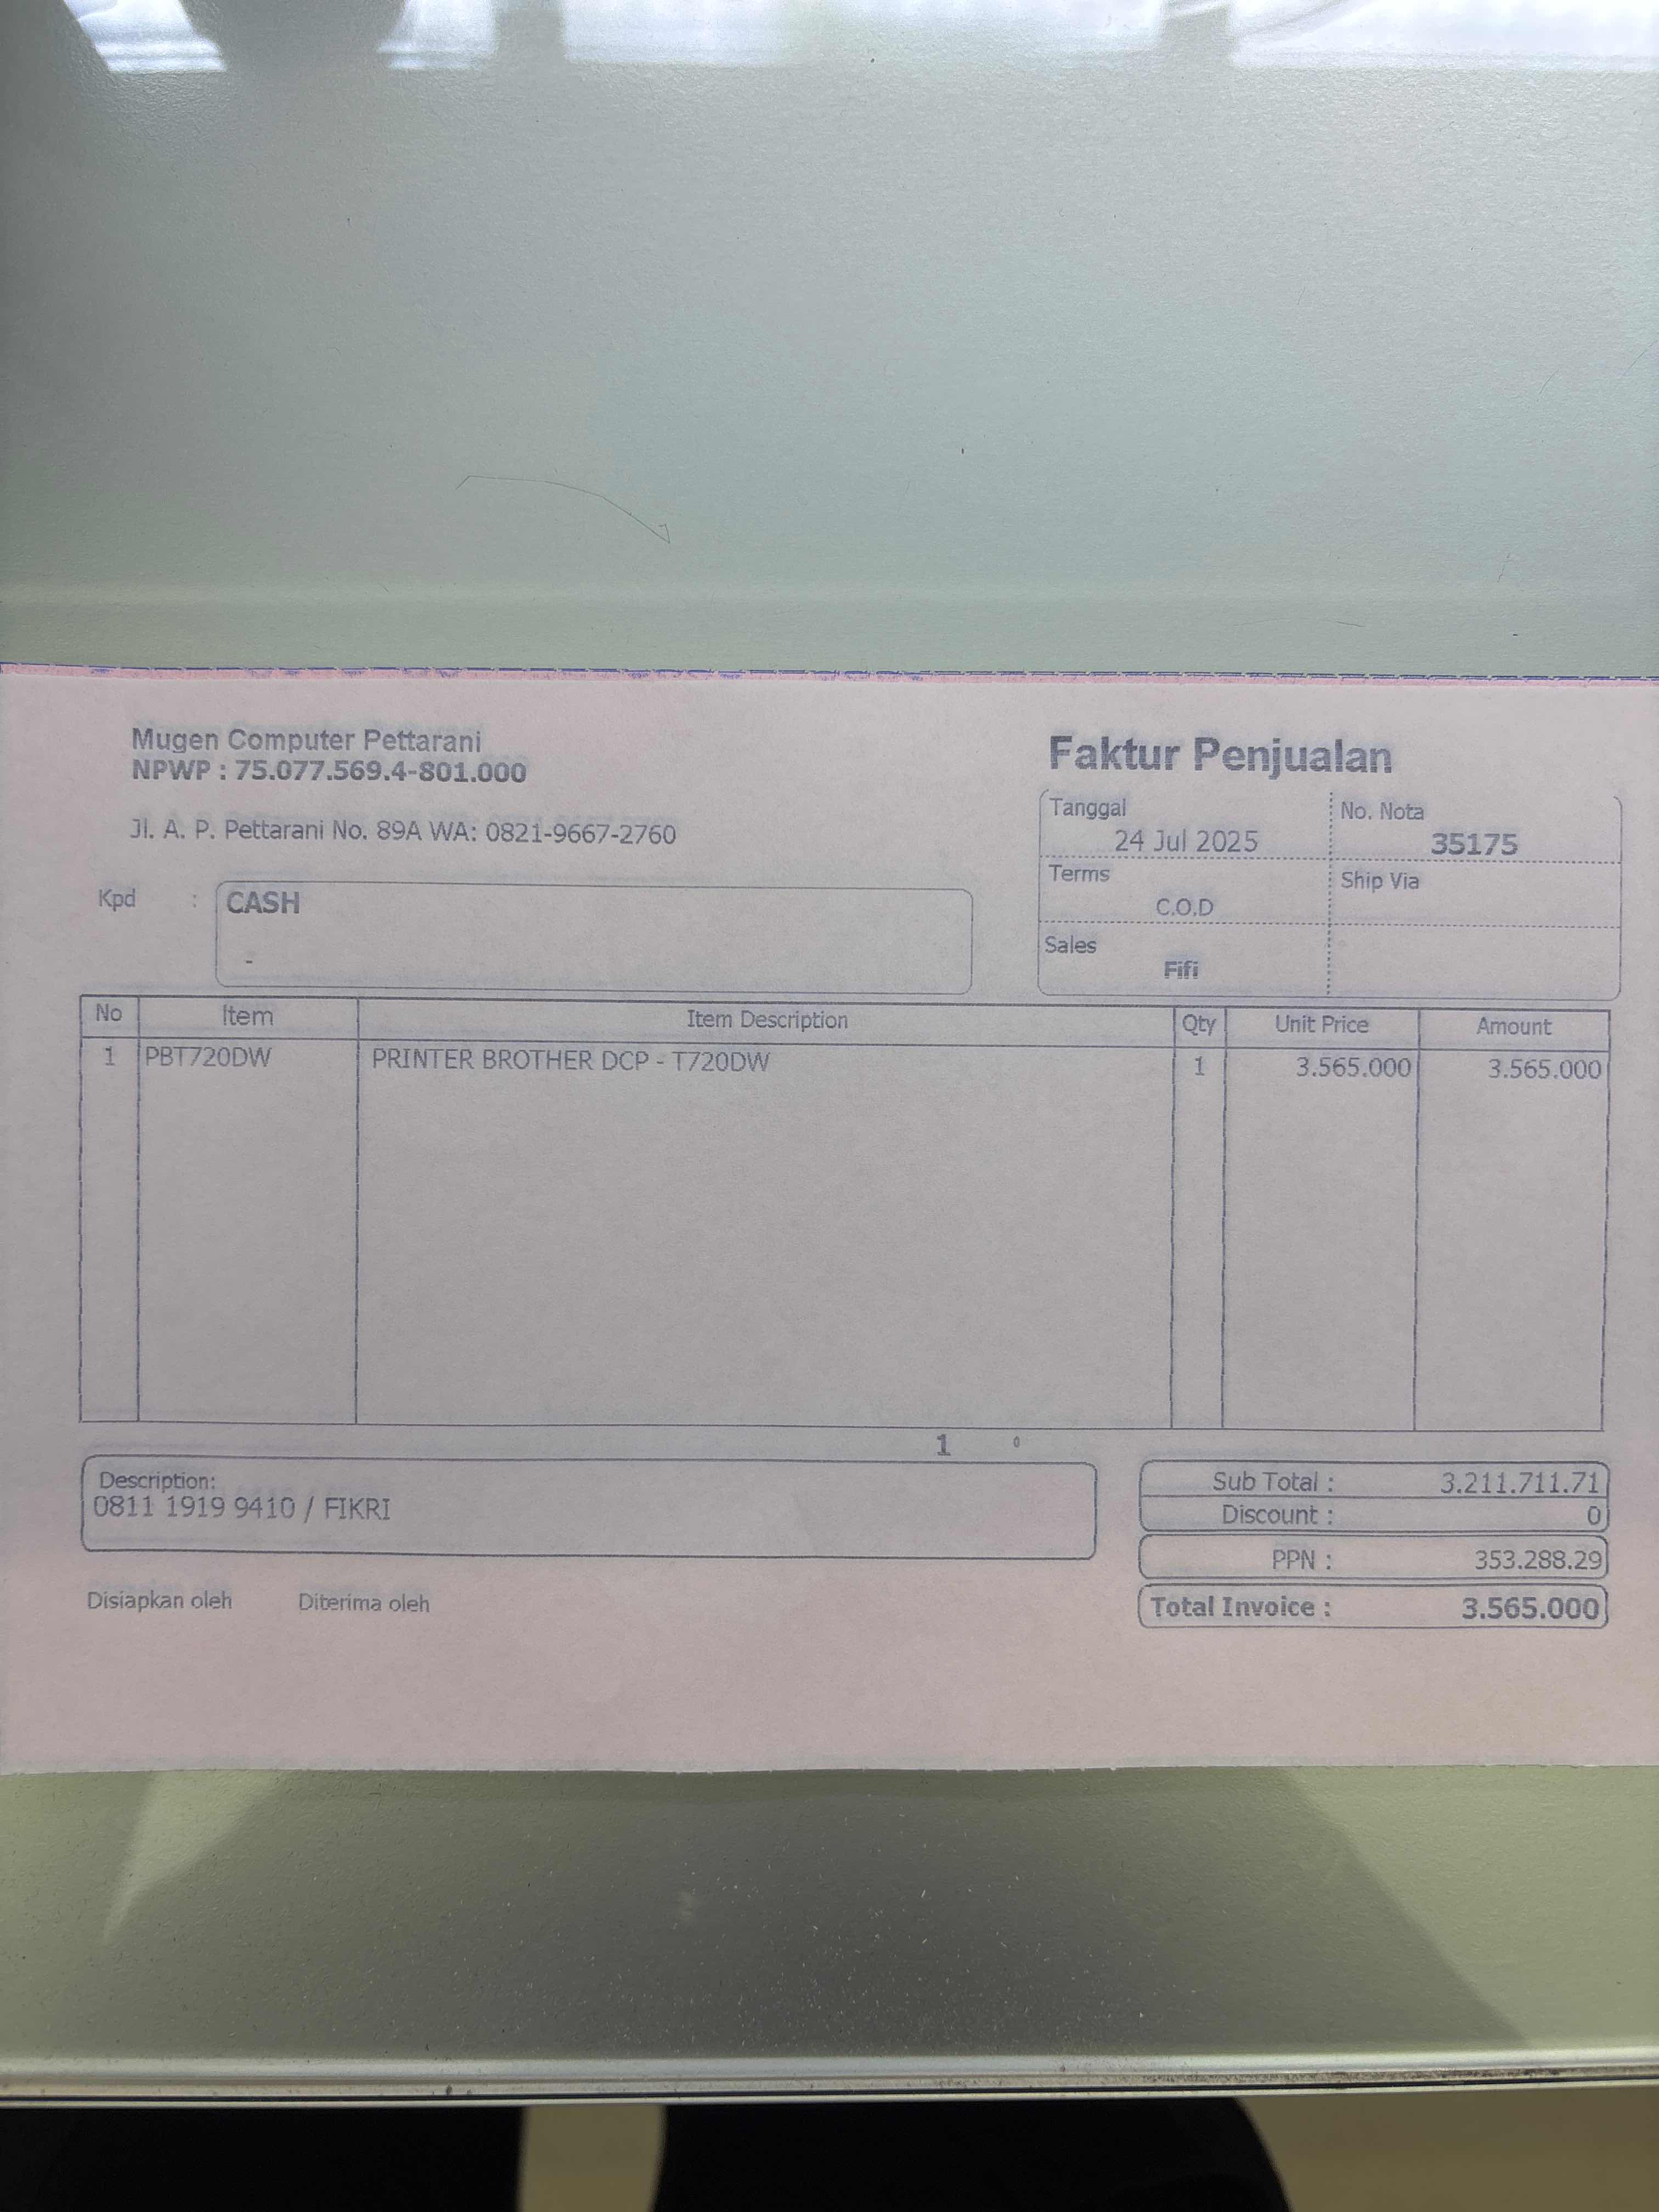 Mugen Computer Pettarani
NPWP : 75.077.569.4-801.000
Jl. A. P. Pettarani No. 89A WA: 0821-9667-2760
Kpd : CASH
-
Faktur Penjualan
Tanggal No. Nota
24 Jul 2025 35175
Terms Ship Via
C.O.D
Sales
Fifi
No Item Item Description Qty Unit Price Amount
1 PBT720DW PRINTER BROTHER DCP - T720DW 1 3.565.000 3.565.000
1 0
Description:
0811 1919 9410 / FIKRI
Sub Total : 3.211.711.71
Discount : 0
PPN : 353.288.29
Total Invoice : 3.565.000
Disiapkan oleh Diterima oleh